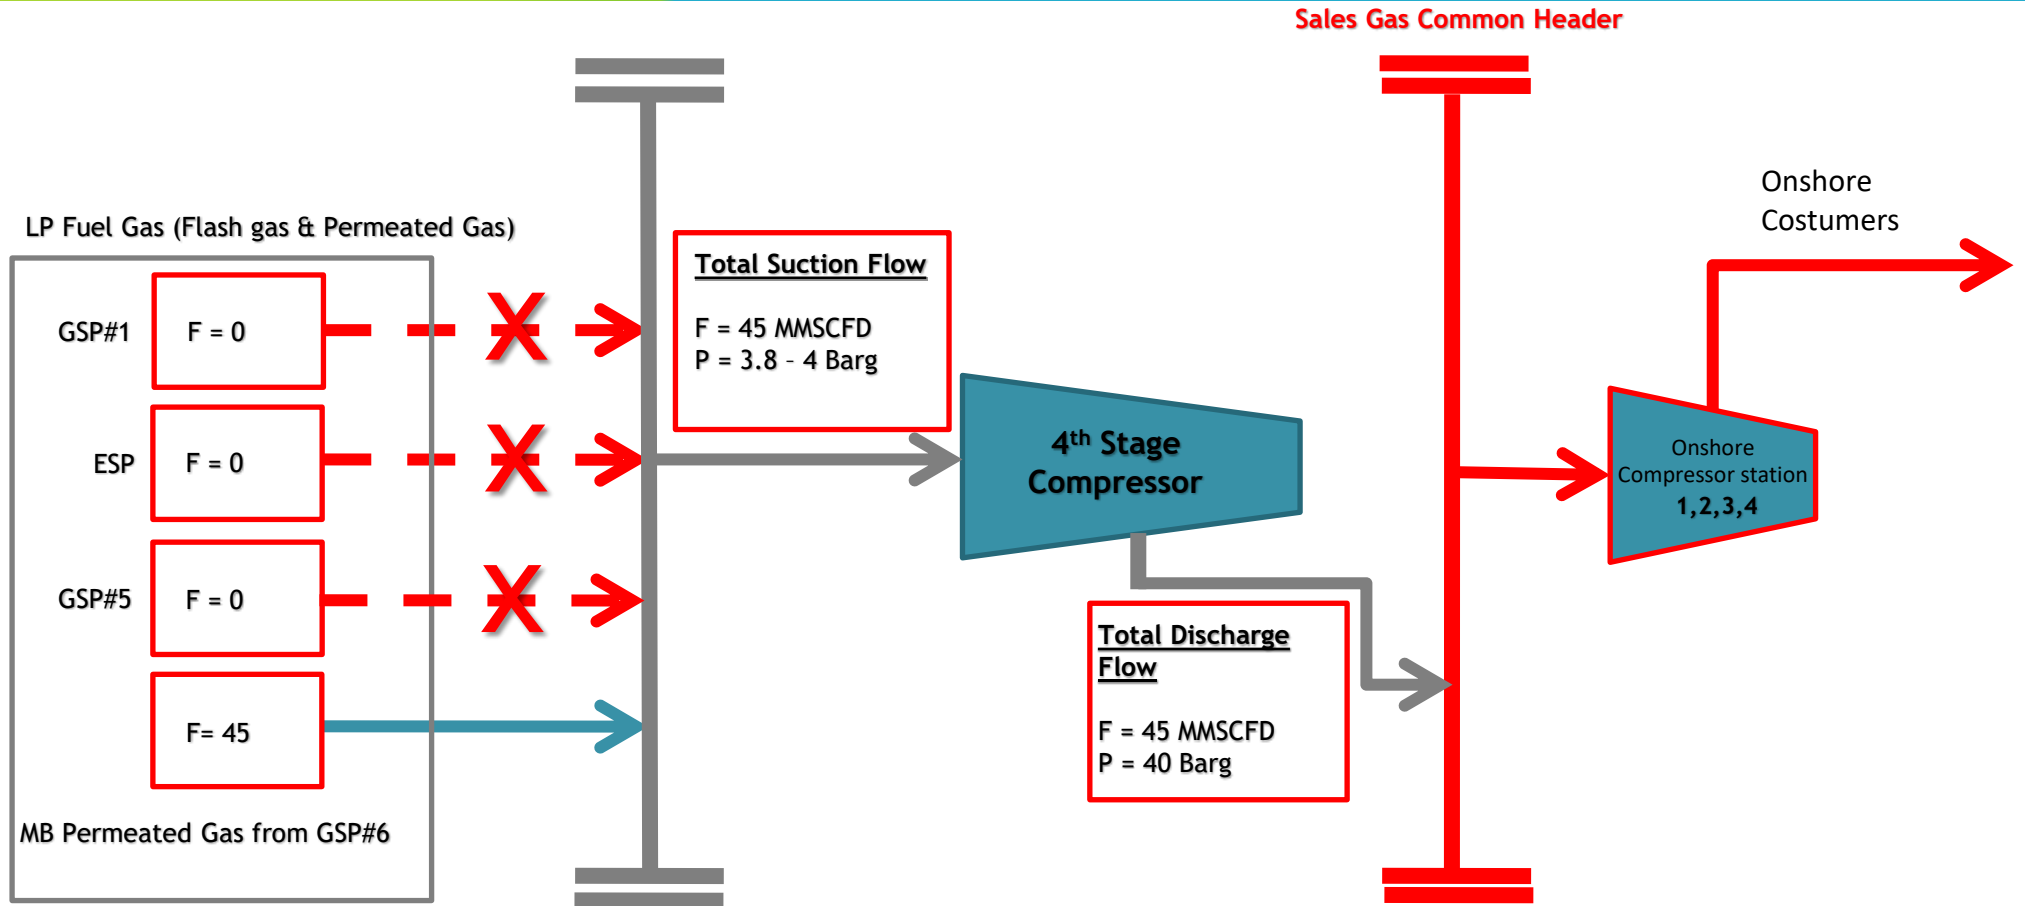 Sales Gas Common Header
Onshore
Costumers
LP Fuel Gas (Flash gas & Permeated Gas)
GSP#1
F = 0
X
ESP
F = 0
X
GSP#5
F = 0
X
F= 45
MB Permeated Gas from GSP#6
Total Suction Flow
F = 45 MMSCFD
P = 3.8 – 4 Barg
4th Stage
Compressor
Total Discharge
Flow
F = 45 MMSCFD
P = 40 Barg
Onshore
Compressor station
1,2,3,4